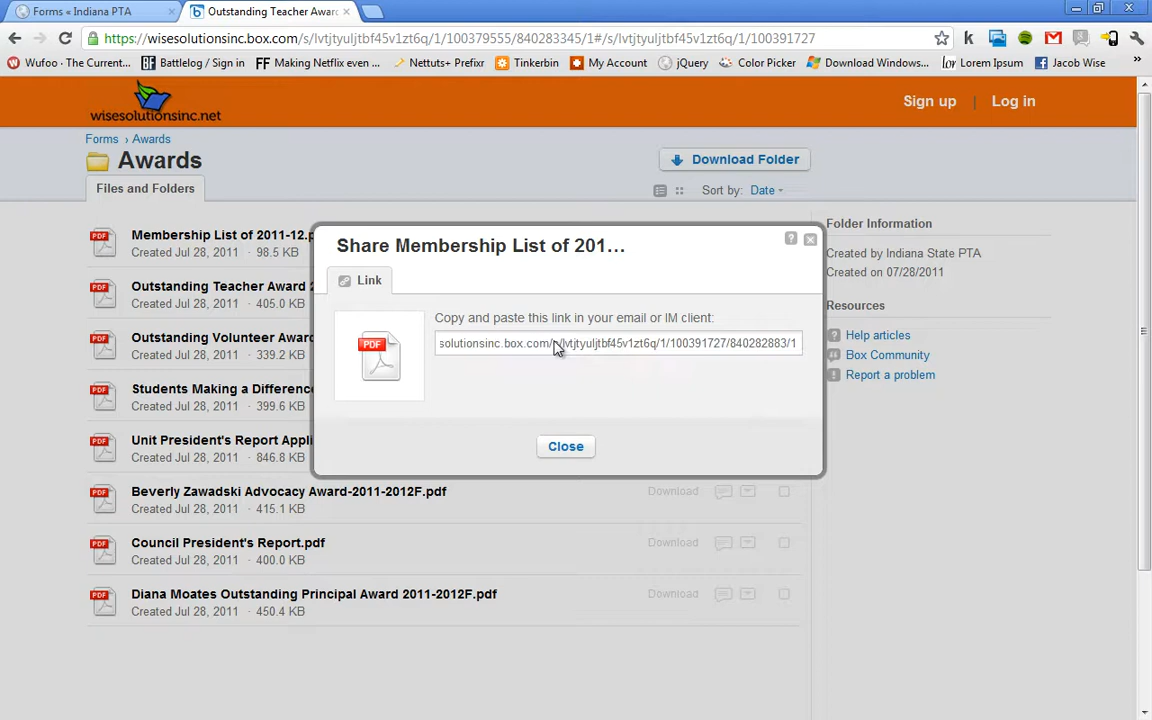 Forms « Indiana PTA
Outstanding Teacher Awar
https://wisesolutionsinc.box.com/s/lvtjtyuljtbf45v1zt6q/1/100379555/840283345/1#/s/lvtjtyuljtbf45v1zt6q/1/100391727
Wufoo · The Current...
Battlelog / Sign in
FF Making Netflix even ...
Nettuts+ Prefixr
Tinkerbin
My Account
jQuery
Color Picker
Download Windows...
lor Lorem Ipsum
Jacob Wise
»
wisesolutionsinc.net
Sign up | Log in
Forms › Awards
Awards
Download Folder
Files and Folders
Sort by: Date
Membership List of 2011-12.p
Created Jul 28, 2011 · 98.5 KB
Outstanding Teacher Award 2
Created Jul 28, 2011 · 405.0 KB
Outstanding Volunteer Award
Created Jul 28, 2011 · 339.2 KB
Students Making a Difference
Created Jul 28, 2011 · 399.6 KB
Unit President's Report Appli
Created Jul 28, 2011 · 846.8 KB
Beverly Zawadski Advocacy Award-2011-2012F.pdf
Download
Created Jul 28, 2011 · 415.1 KB
Council President's Report.pdf
Download
Created Jul 28, 2011 · 400.0 KB
Diana Moates Outstanding Principal Award 2011-2012F.pdf
Download
Created Jul 28, 2011 · 450.4 KB
Share Membership List of 201...
Link
Copy and paste this link in your email or IM client:
PDF
solutionsinc.box.com/s/lvtjtyuljtbf45v1zt6q/1/100391727/840282883/1
Close
Folder Information
Created by Indiana State PTA
Created on 07/28/2011
Resources
Help articles
Box Community
Report a problem
PDF
PDF
PDF
PDF
PDF
PDF
PDF
PDF